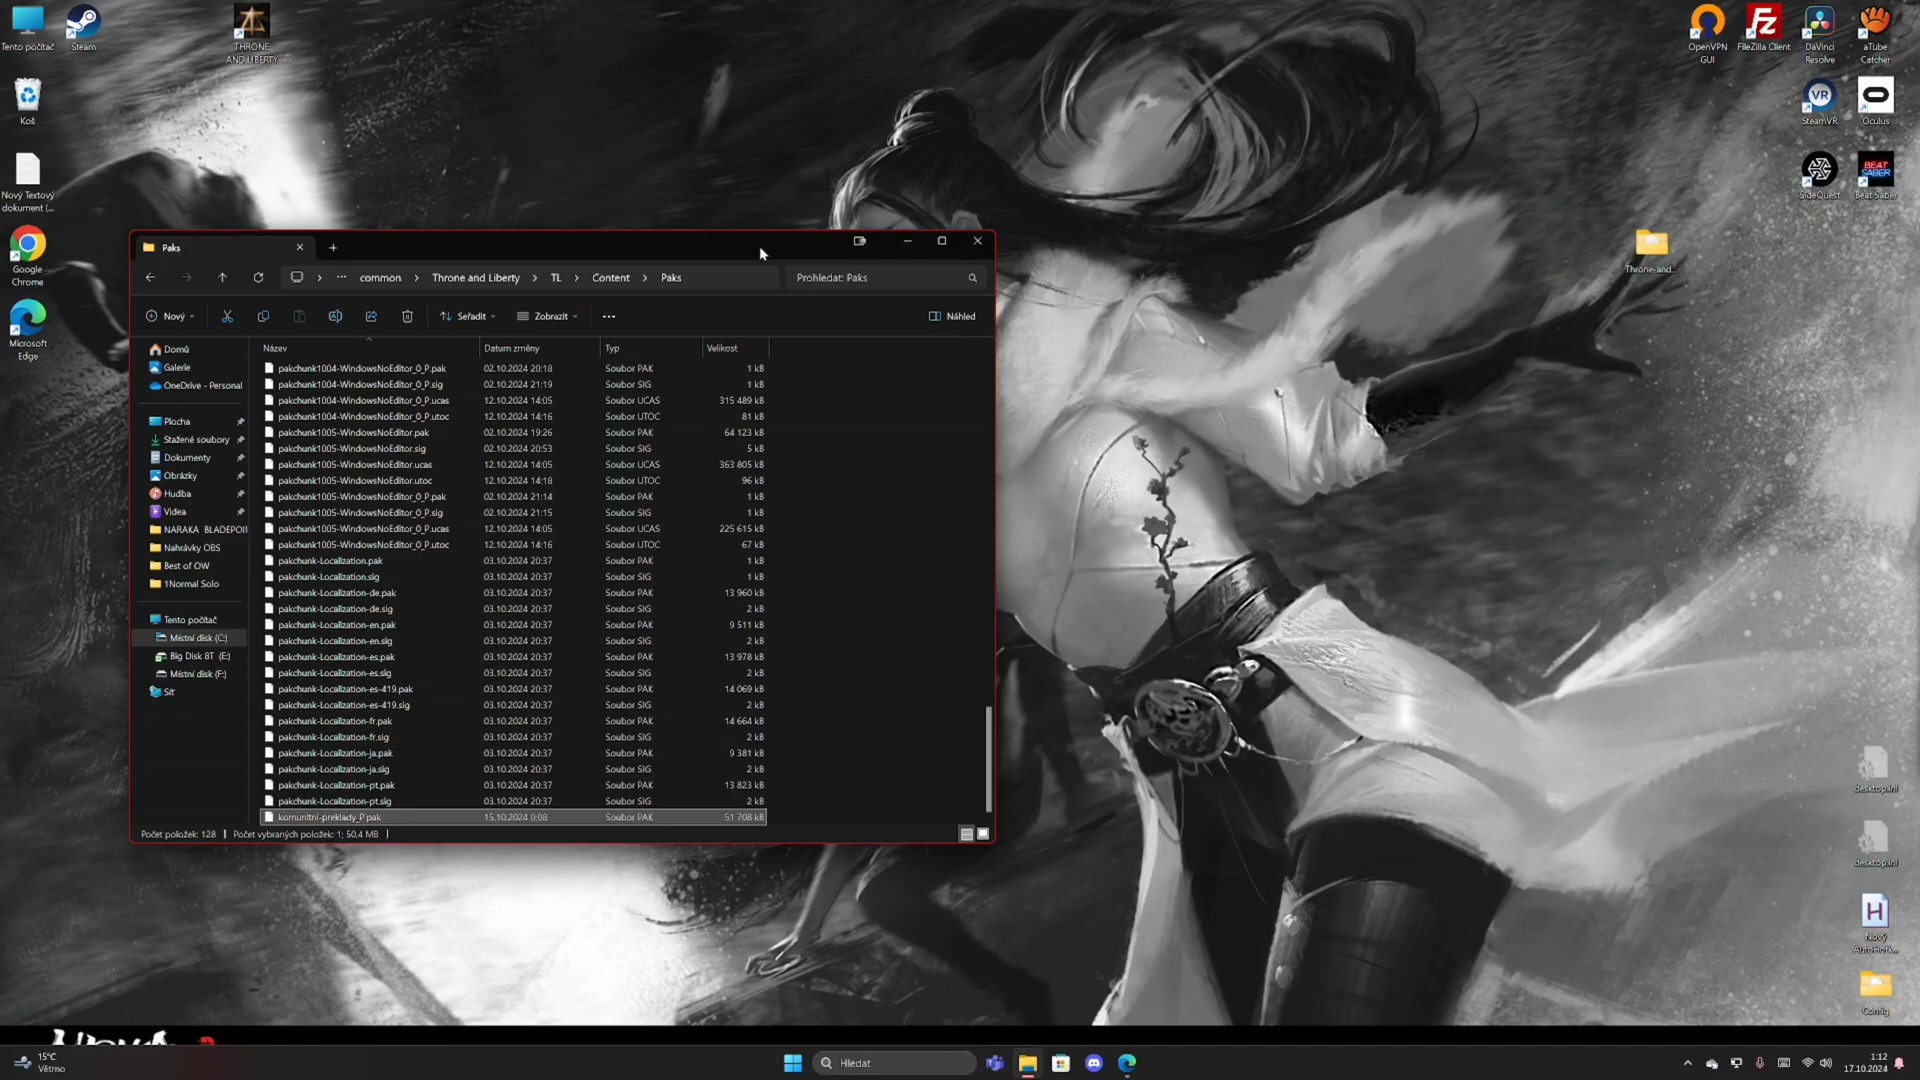 Tento počítač
Steam
THRONE
AND LIBERTY
Koš
Nový Textový
dokument (...
Google
Chrome
Microsoft
Edge
OpenVPN
GUI
FileZilla Client
DaVinci
Resolve
aTube
Catcher
SteamVR
Oculus
SideQuest
BEAT
SABER
Beat Saber
Throne-and...
desktop.ini
desktop.ini
Nový
AutoHotk...
Config
Paks
common > Throne and Liberty > TL > Content > Paks
Prohledat: Paks
Nový
Seřadit
Zobrazit
Náhled
Domů
Galerie
OneDrive - Personal
Plocha
Stažené soubory
Dokumenty
Obrázky
Hudba
Videa
NARAKA BLADEPOII
Nahrávky OBS
Best of OW
1Normal Solo
Tento počítač
Místní disk (C:)
Big Disk 8T (E:)
Místní disk (F:)
Síť
Název Datum změny Typ Velikost
pakchunk1004-WindowsNoEditor_0_P.pak 02.10.2024 20:18 Soubor PAK 1 kB
pakchunk1004-WindowsNoEditor_0_P.sig 02.10.2024 21:19 Soubor SIG 1 kB
pakchunk1004-WindowsNoEditor_0_P.ucas 12.10.2024 14:05 Soubor UCAS 315 489 kB
pakchunk1004-WindowsNoEditor_0_P.utoc 12.10.2024 14:16 Soubor UTOC 81 kB
pakchunk1005-WindowsNoEditor.pak 02.10.2024 19:26 Soubor PAK 64 123 kB
pakchunk1005-WindowsNoEditor.sig 02.10.2024 20:53 Soubor SIG 5 kB
pakchunk1005-WindowsNoEditor.ucas 12.10.2024 14:05 Soubor UCAS 363 805 kB
pakchunk1005-WindowsNoEditor.utoc 12.10.2024 14:18 Soubor UTOC 96 kB
pakchunk1005-WindowsNoEditor_0_P.pak 02.10.2024 21:14 Soubor PAK 1 kB
pakchunk1005-WindowsNoEditor_0_P.sig 02.10.2024 21:15 Soubor SIG 1 kB
pakchunk1005-WindowsNoEditor_0_P.ucas 12.10.2024 14:05 Soubor UCAS 225 615 kB
pakchunk1005-WindowsNoEditor_0_P.utoc 12.10.2024 14:16 Soubor UTOC 67 kB
pakchunk-Localization.pak 03.10.2024 20:37 Soubor PAK 1 kB
pakchunk-Localization.sig 03.10.2024 20:37 Soubor SIG 1 kB
pakchunk-Localization-de.pak 03.10.2024 20:37 Soubor PAK 13 960 kB
pakchunk-Localization-de.sig 03.10.2024 20:37 Soubor SIG 2 kB
pakchunk-Localization-en.pak 03.10.2024 20:37 Soubor PAK 9 511 kB
pakchunk-Localization-en.sig 03.10.2024 20:37 Soubor SIG 2 kB
pakchunk-Localization-es.pak 03.10.2024 20:37 Soubor PAK 13 978 kB
pakchunk-Localization-es.sig 03.10.2024 20:37 Soubor SIG 2 kB
pakchunk-Localization-es-419.pak 03.10.2024 20:37 Soubor PAK 14 069 kB
pakchunk-Localization-es-419.sig 03.10.2024 20:37 Soubor SIG 2 kB
pakchunk-Localization-fr.pak 03.10.2024 20:37 Soubor PAK 14 664 kB
pakchunk-Localization-fr.sig 03.10.2024 20:37 Soubor SIG 2 kB
pakchunk-Localization-ja.pak 03.10.2024 20:37 Soubor PAK 9 381 kB
pakchunk-Localization-ja.sig 03.10.2024 20:37 Soubor SIG 2 kB
pakchunk-Localization-pt.pak 03.10.2024 20:37 Soubor PAK 13 823 kB
pakchunk-Localization-pt.sig 03.10.2024 20:37 Soubor SIG 2 kB
komunitni-preklady_P.pak 15.10.2024 0:08 Soubor PAK 51 708 kB
Počet položek: 128 | Počet vybraných položek: 1; 50,4 MB |
15°C
Větrno
Hledat
1:12
17.10.2024